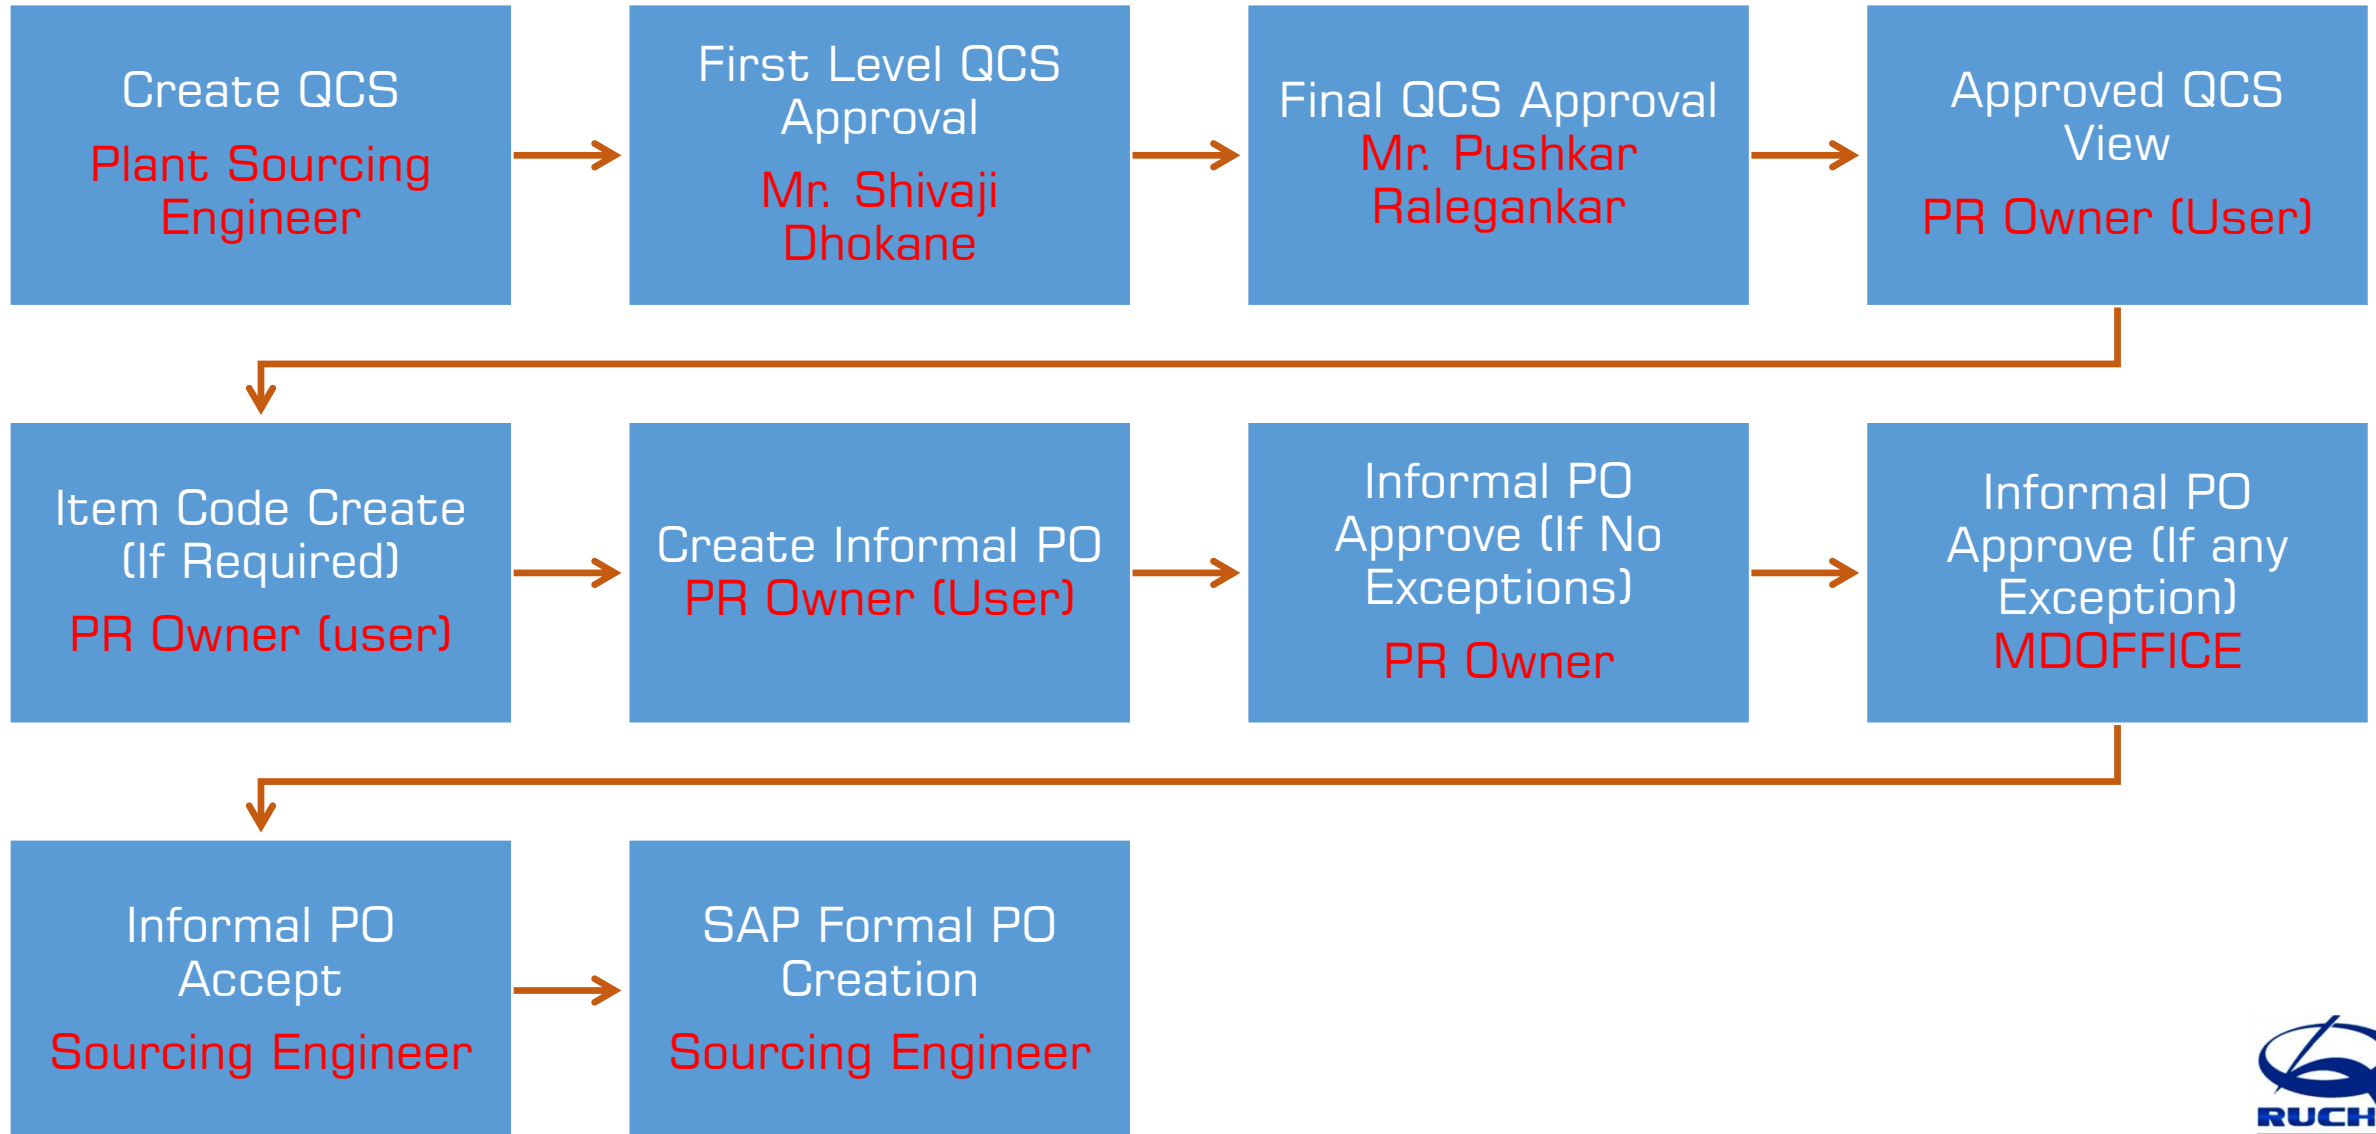 Create QCS
Plant Sourcing
Engineer
First Level QCS
Approval
Mr. Shivaji
Dhokane
Final QCS Approval
Mr. Pushkar
Ralegankar
Approved QCS
View
PR Owner (User)
Item Code Create
(If Required)
PR Owner (user)
Create Informal PO
PR Owner (User)
Informal PO
Approve (If No
Exceptions)
PR Owner
Informal PO
Approve (If any
Exception)
MDOFFICE
Informal PO
Accept
Sourcing Engineer
SAP Formal PO
Creation
Sourcing Engineer
RUCH